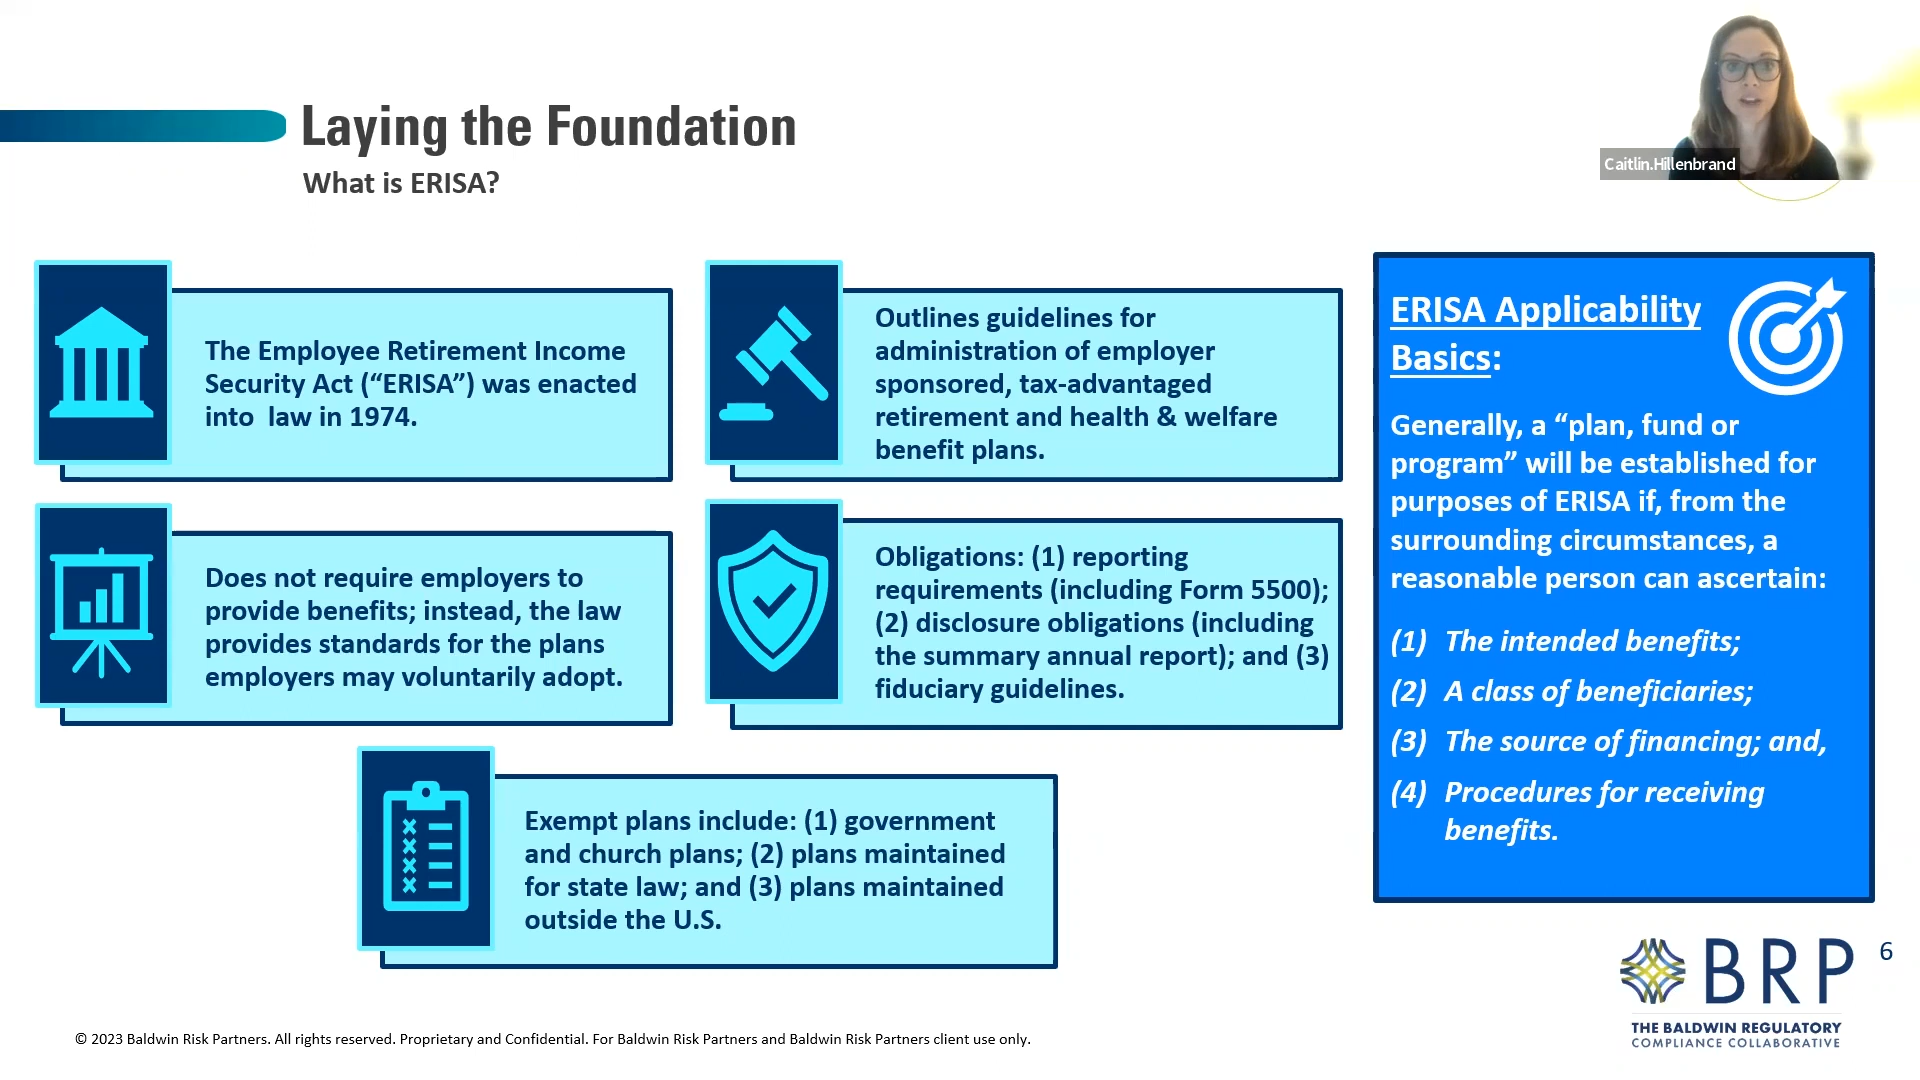 Laying the Foundation
What is ERISA?
Caitlin.Hillenbrand
The Employee Retirement Income
Security Act (“ERISA”) was enacted
into  law in 1974.
Outlines guidelines for
administration of employer
sponsored, tax-advantaged
retirement and health & welfare
benefit plans.
Does not require employers to
provide benefits; instead, the law
provides standards for the plans
employers may voluntarily adopt.
Obligations: (1) reporting
requirements (including Form 5500);
(2) disclosure obligations (including
the summary annual report); and (3)
fiduciary guidelines.
Exempt plans include: (1) government
and church plans; (2) plans maintained
for state law; and (3) plans maintained
outside the U.S.
ERISA Applicability
Basics:
Generally, a “plan, fund or
program” will be established for
purposes of ERISA if, from the
surrounding circumstances, a
reasonable person can ascertain:
(1) The intended benefits;
(2) A class of beneficiaries;
(3) The source of financing; and,
(4) Procedures for receiving
benefits.
BRP
6
THE BALDWIN REGULATORY
COMPLIANCE COLLABORATIVE
© 2023 Baldwin Risk Partners. All rights reserved. Proprietary and Confidential. For Baldwin Risk Partners and Baldwin Risk Partners client use only.